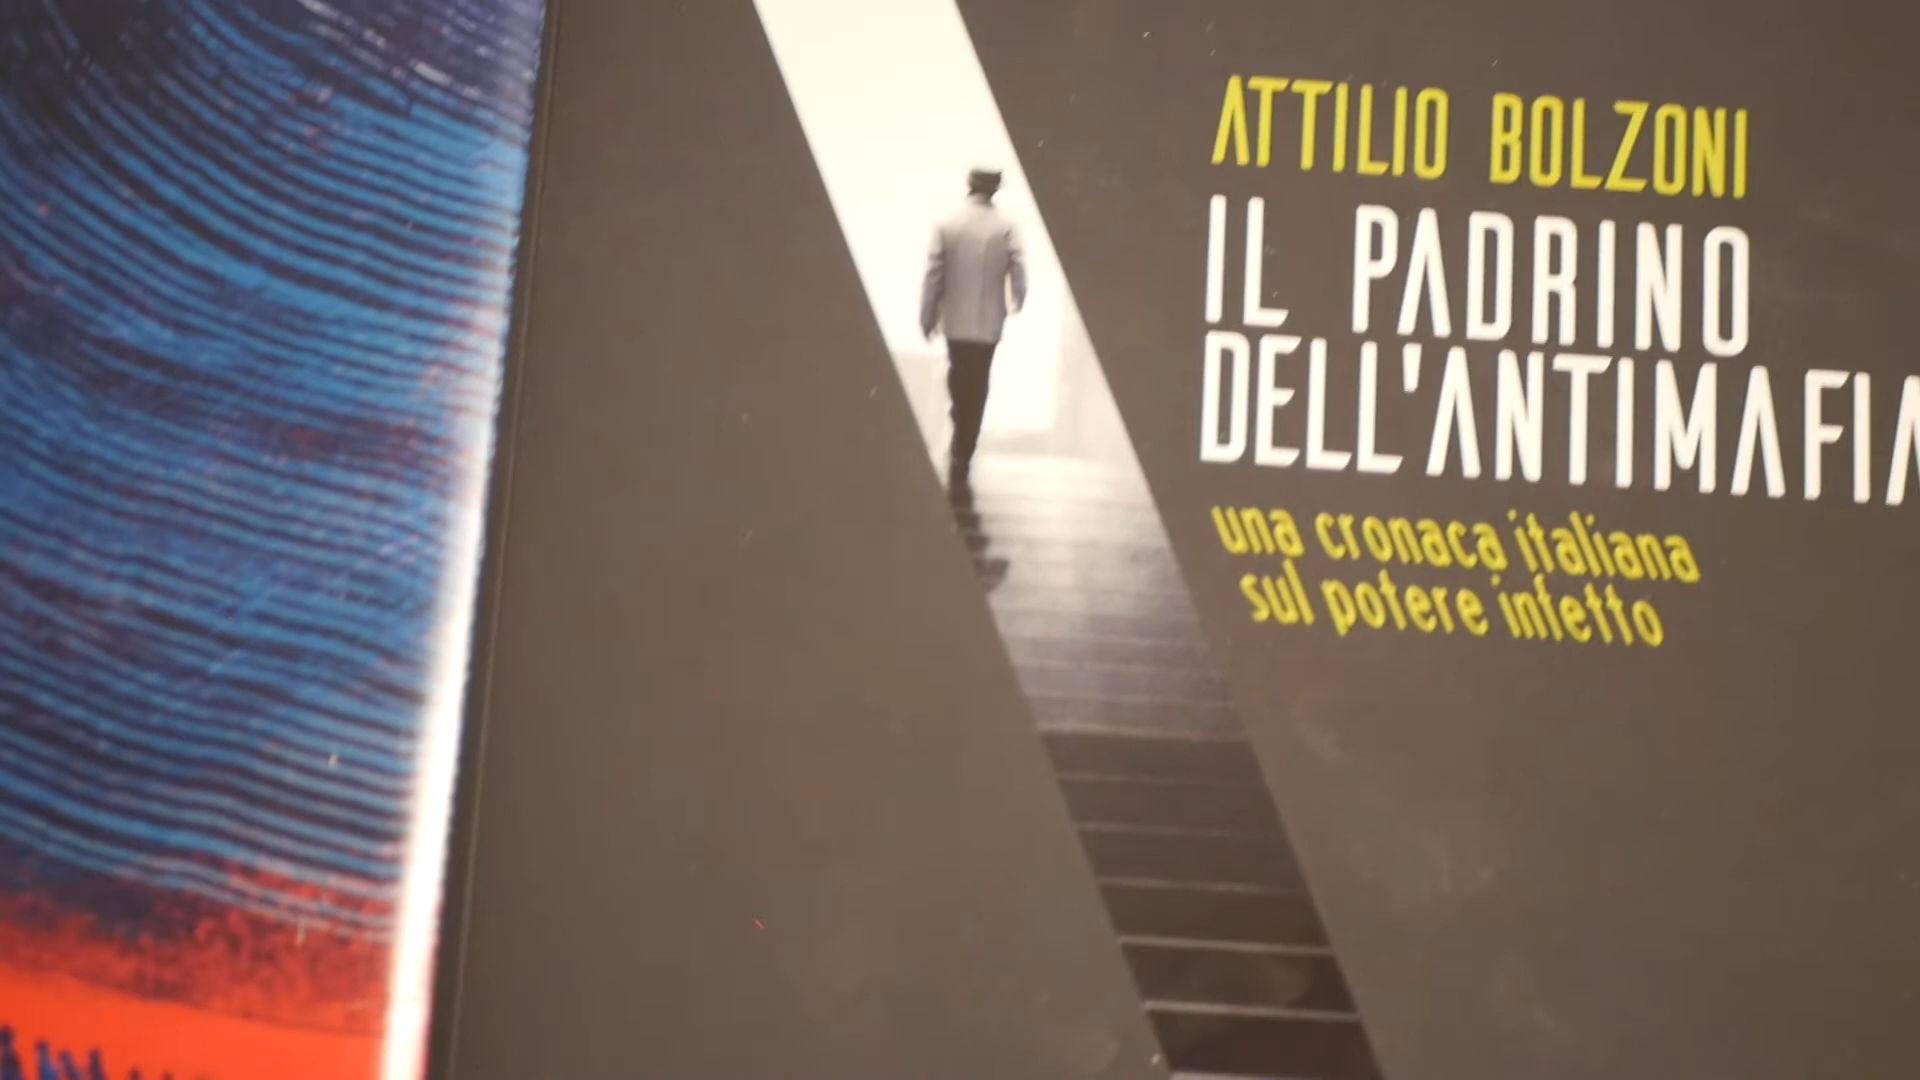 ATTILIO BOLZONI
IL PADRINO
DELL'ANTIMAFIA
una cronaca italiana
sul potere infetto